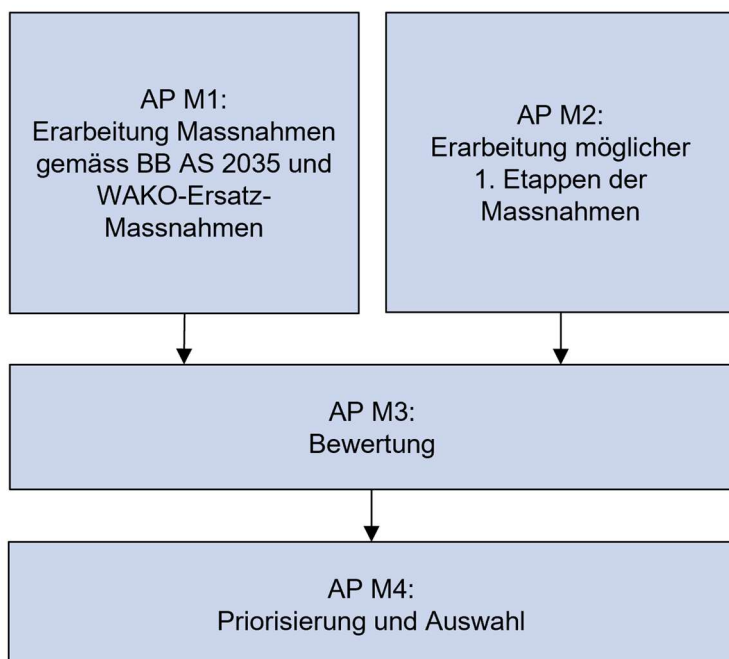 AP M1:
Erarbeitung Massnahmen
gemäss BB AS 2035 und
WAKO-Ersatz-
Massnahmen
AP M2:
Erarbeitung möglicher
1. Etappen der
Massnahmen
AP M3:
Bewertung
AP M4:
Priorisierung und Auswahl